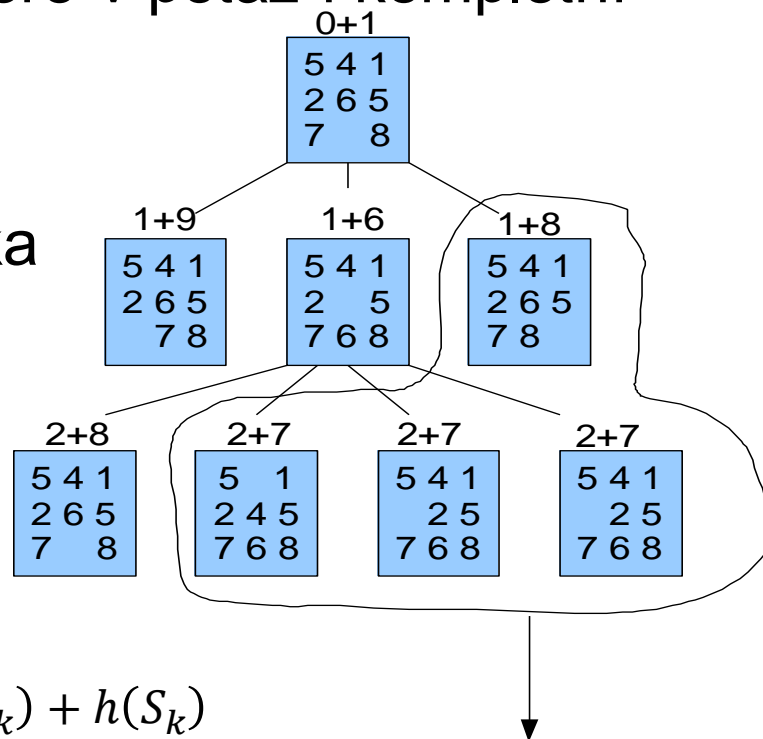 v potaz i kompletní
0+1
5 4 1
2 6 5
7 8
ka
1+9 1+6 1+8
5 4 1 5 4 1 5 4 1
2 6 5 2 5 2 6 5
7 8 7 6 8 7 8
2+8 2+7 2+7 2+7
5 4 1 5 1 5 4 1 5 4 1
2 6 5 2 4 5 2 5 2 5
7 8 7 6 8 7 6 8 7 6 8
k) + h(Sk)